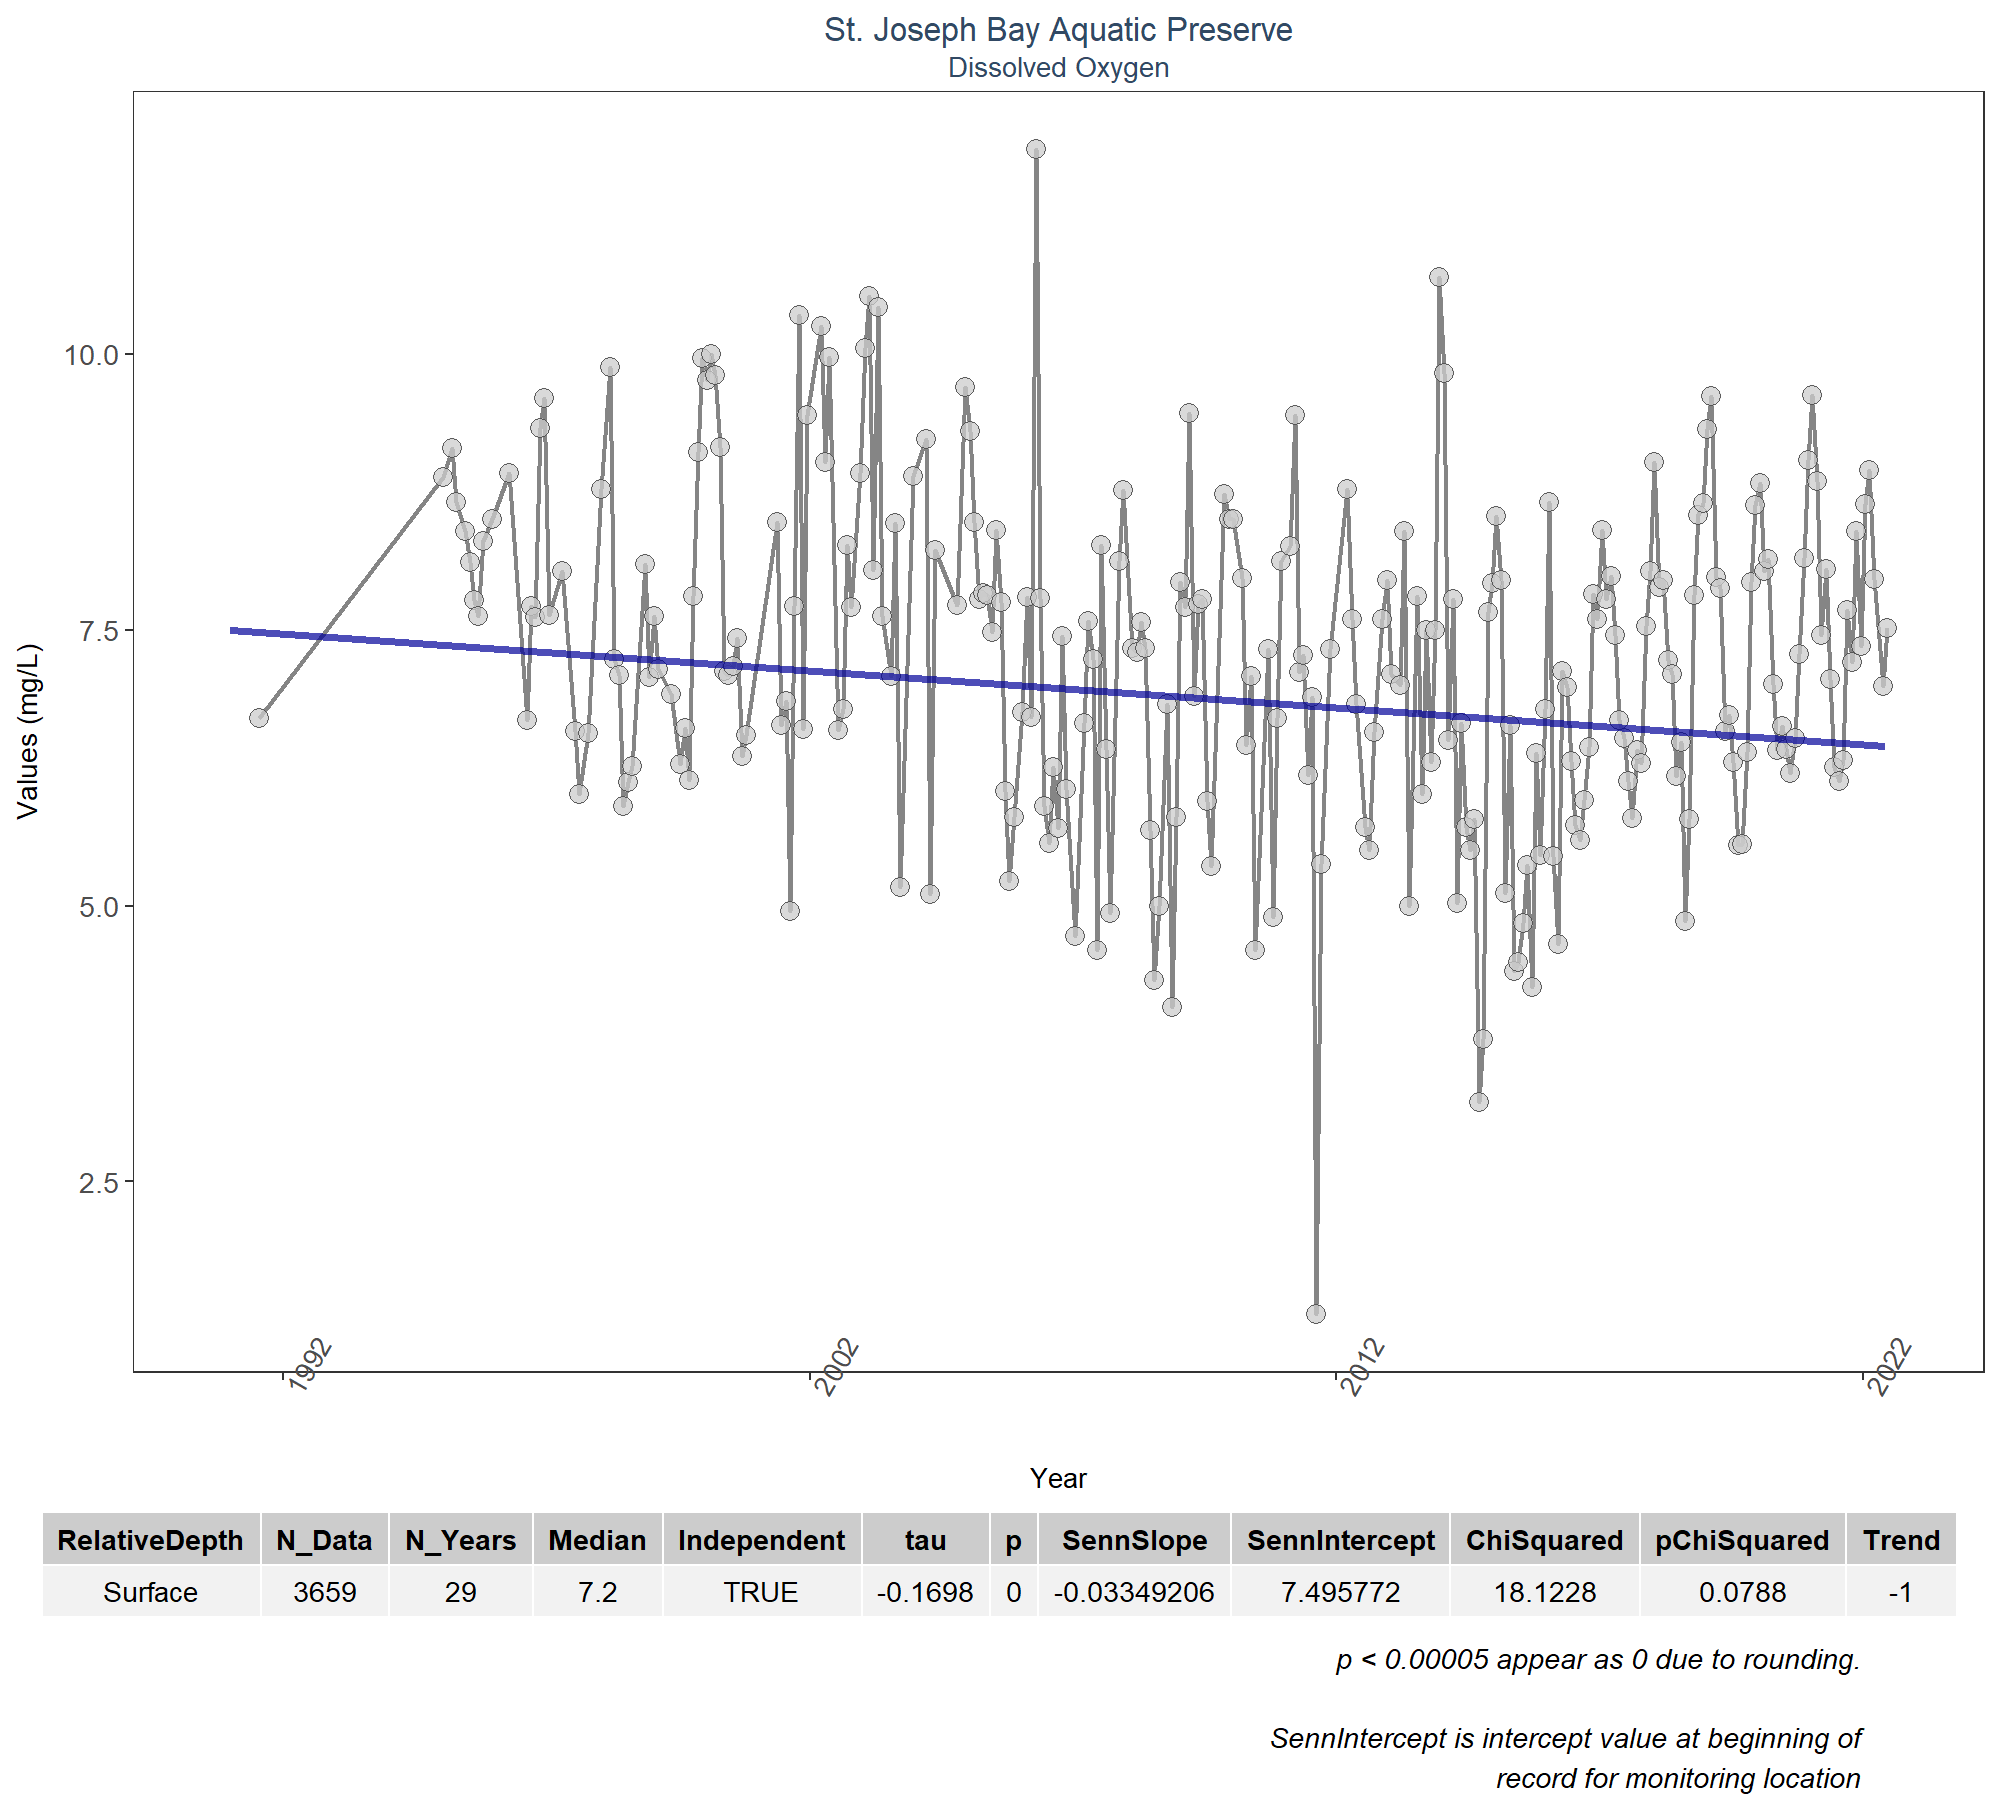 St. Joseph Bay Aquatic Preserve
Dissolved Oxygen
Values (mg/L)
10.0
7.5
5.0
2.5
1992
2002
2012
2022
Year
RelativeDepth N_Data N_Years Median Independent tau p SennSlope SennIntercept ChiSquared pChiSquared Trend
Surface 3659 29 7.2 TRUE -0.1698 0 -0.03349206 7.495772 18.1228 0.0788 -1
p < 0.00005 appear as 0 due to rounding.
SennIntercept is intercept value at beginning of
record for monitoring location